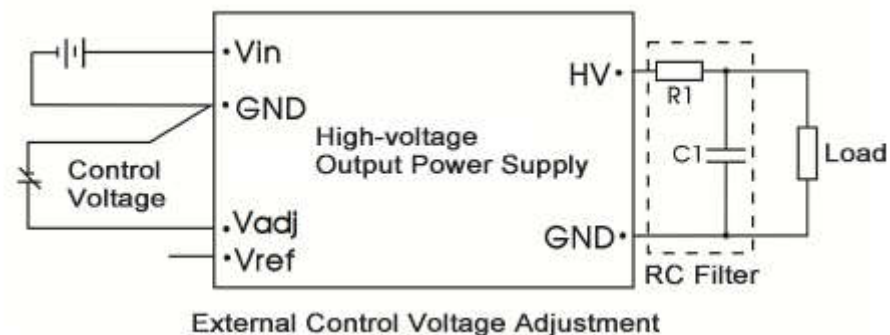 Vin
GND
High-voltage
Output Power Supply
Control
Voltage
Vadj
Vref
HV
R1
C1
Load
GND
RC Filter
External Control Voltage Adjustment